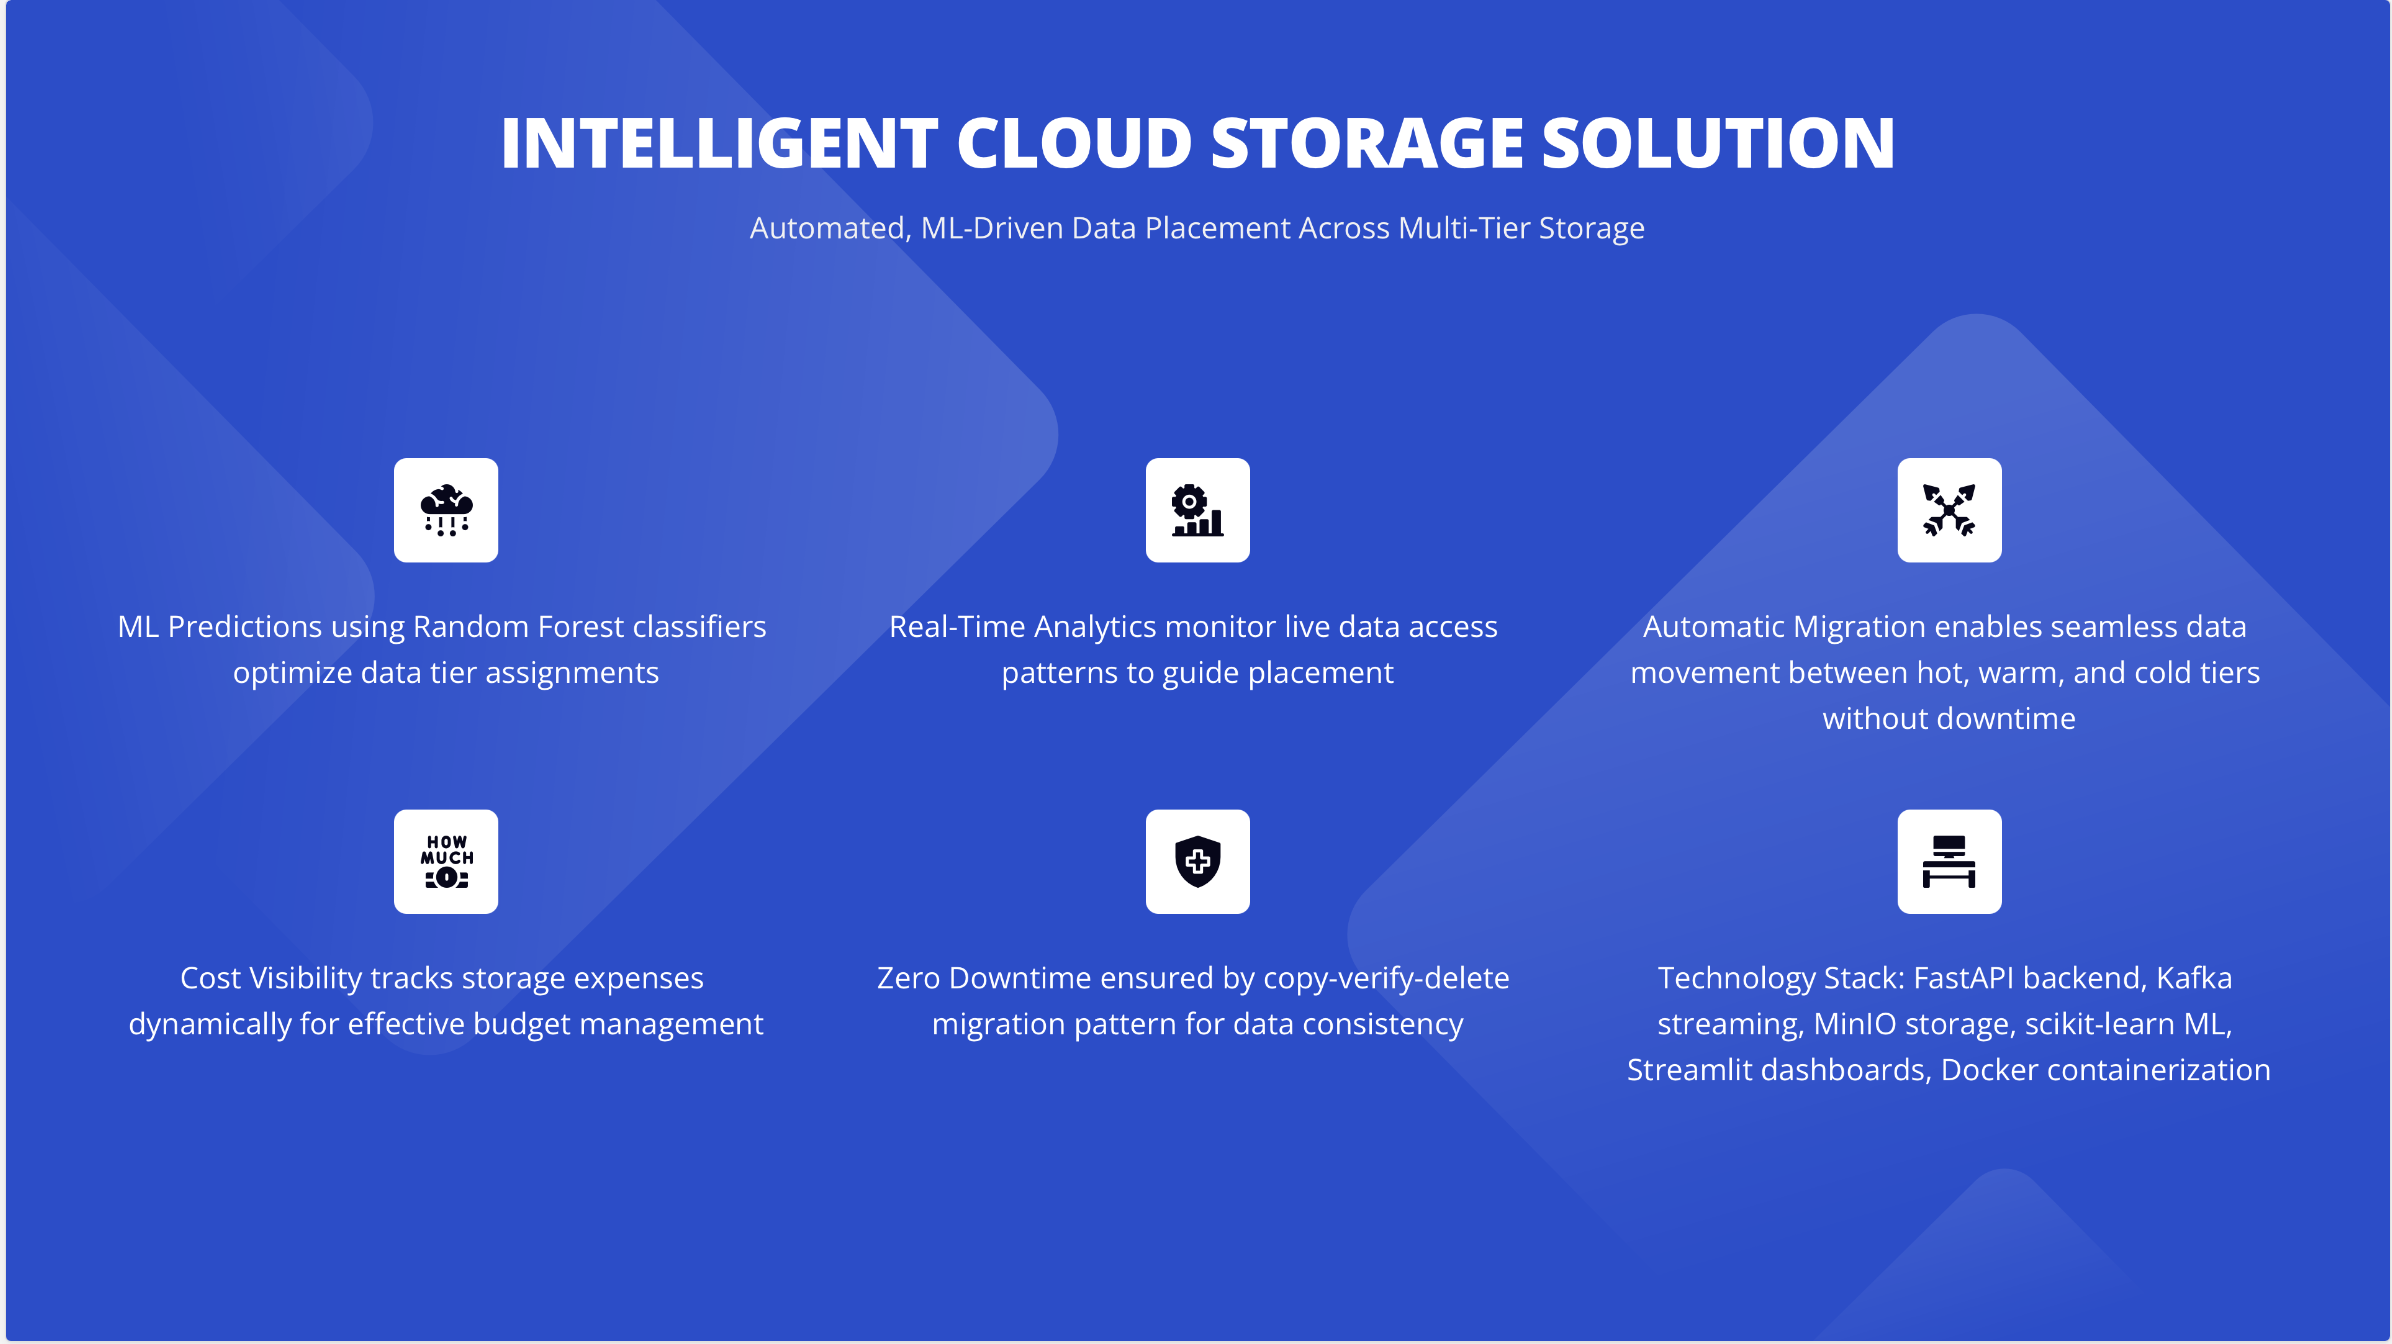 INTELLIGENT CLOUD STORAGE SOLUTION
Automated, ML-Driven Data Placement Across Multi-Tier Storage
ML Predictions using Random Forest classifiers
optimize data tier assignments
Real-Time Analytics monitor live data access
patterns to guide placement
Automatic Migration enables seamless data
movement between hot, warm, and cold tiers
without downtime
HOW
MUCH
Cost Visibility tracks storage expenses
dynamically for effective budget management
Zero Downtime ensured by copy-verify-delete
migration pattern for data consistency
Technology Stack: FastAPI backend, Kafka
streaming, MinIO storage, scikit-learn ML,
Streamlit dashboards, Docker containerization